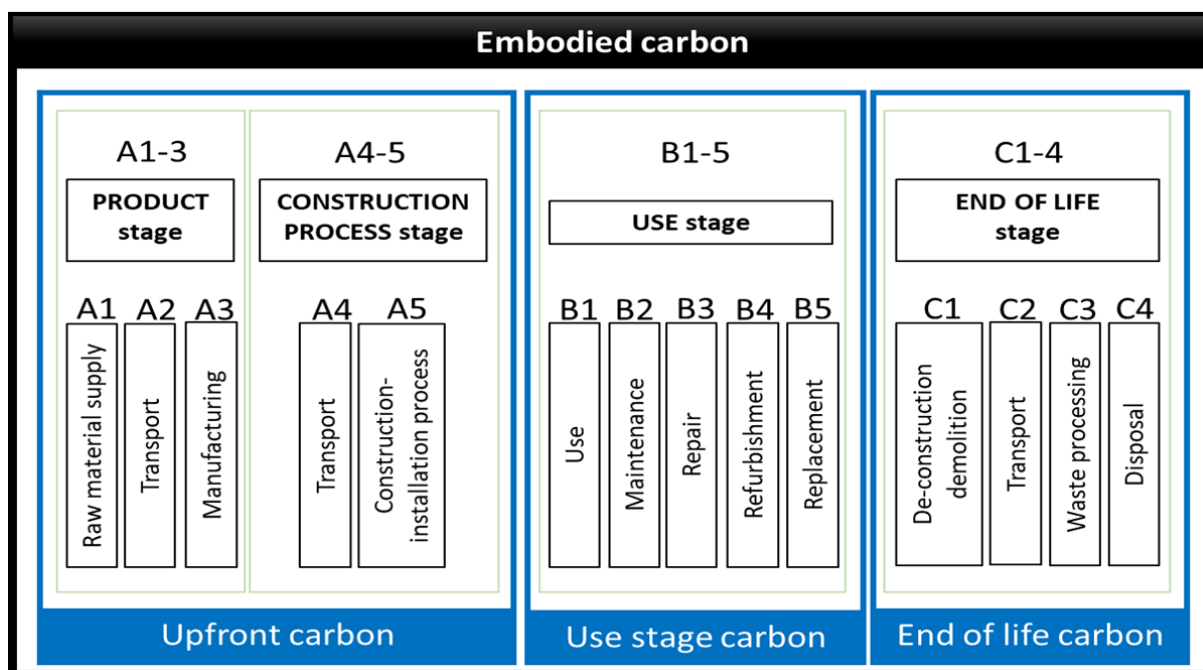 Embodied carbon
A1-3
PRODUCT
stage
A1
Raw material supply
A2
Transport
A3
Manufacturing
A4-5
CONSTRUCTION
PROCESS stage
A4
Transport
A5
Construction-
installation process
Upfront carbon
B1-5
USE stage
B1
Use
B2
Maintenance
B3
Repair
B4
Refurbishment
B5
Replacement
Use stage carbon
C1-4
END OF LIFE
stage
C1
De-construction
demolition
C2
Transport
C3
Waste processing
C4
Disposal
End of life carbon